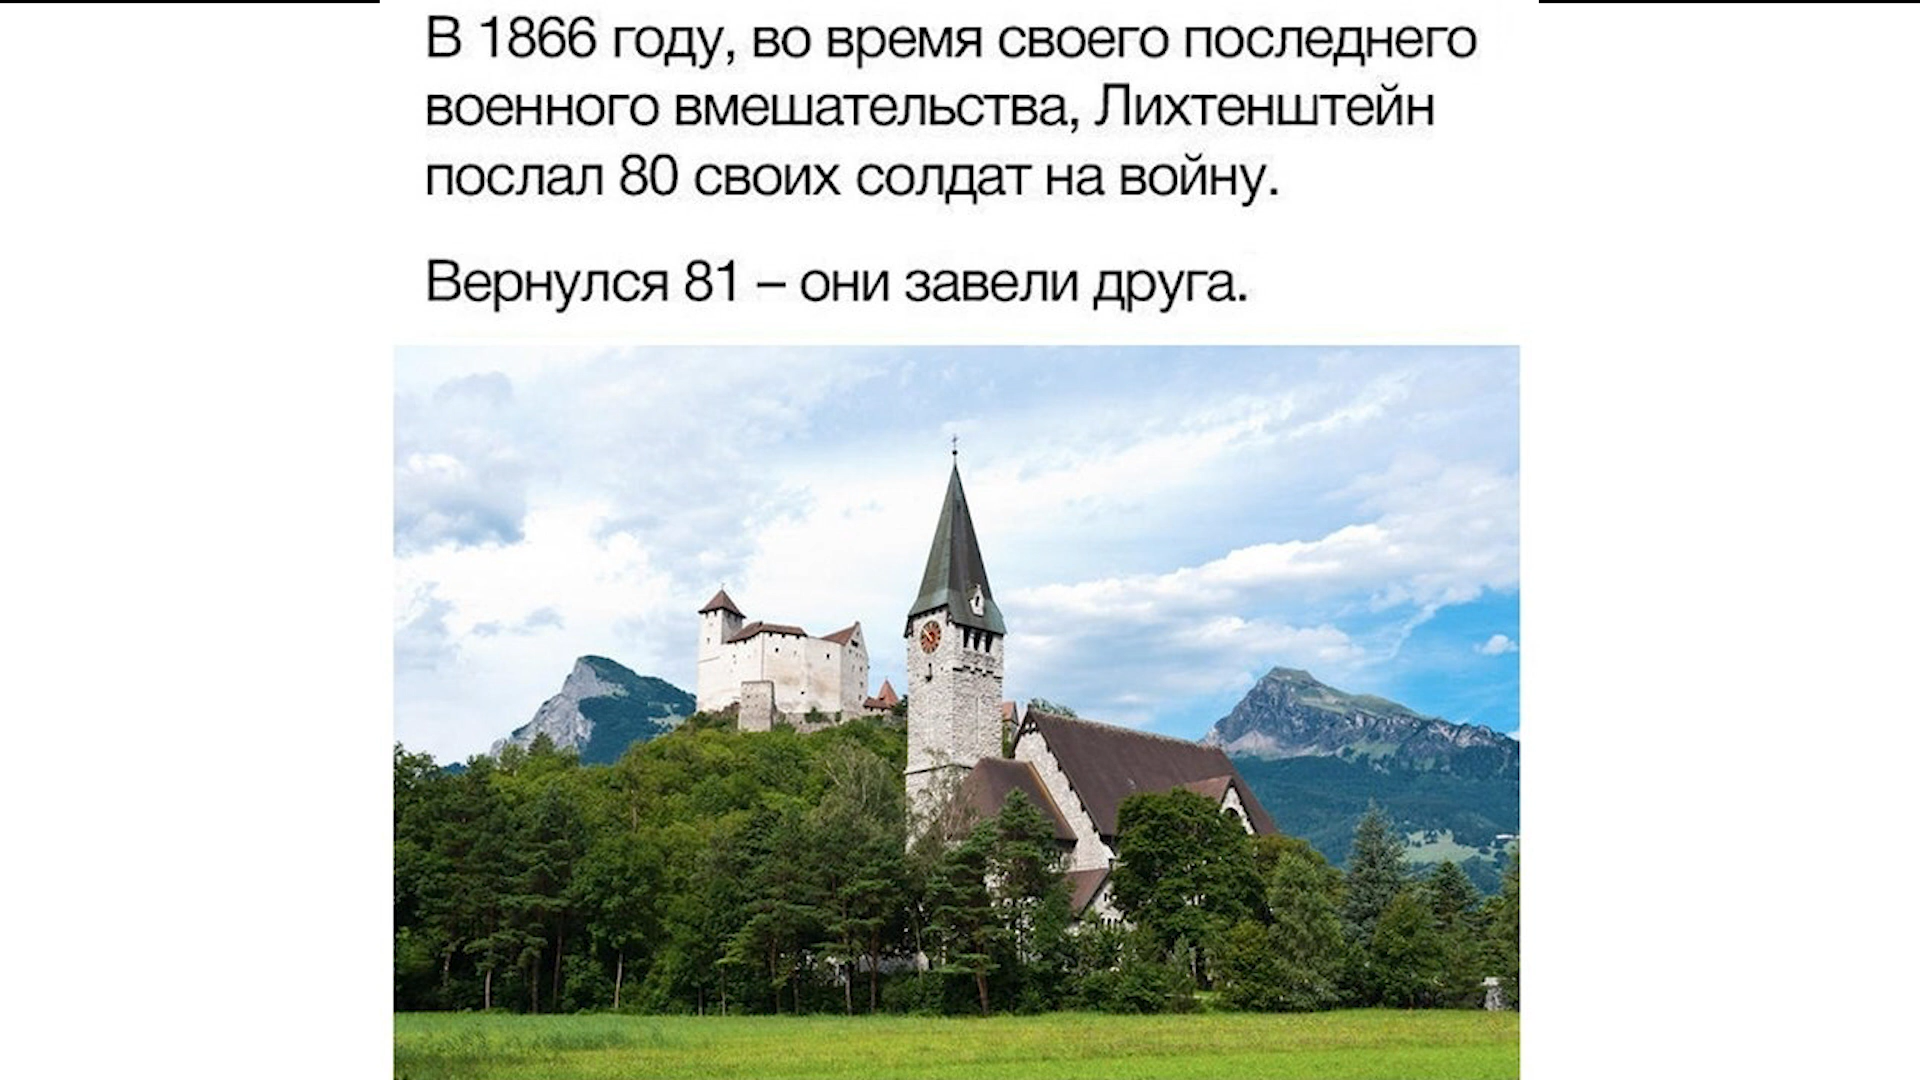 В 1866 году, во время своего последнего
военного вмешательства, Лихтенштейн
послал 80 своих солдат на войну.
Вернулся 81 – они завели друга.